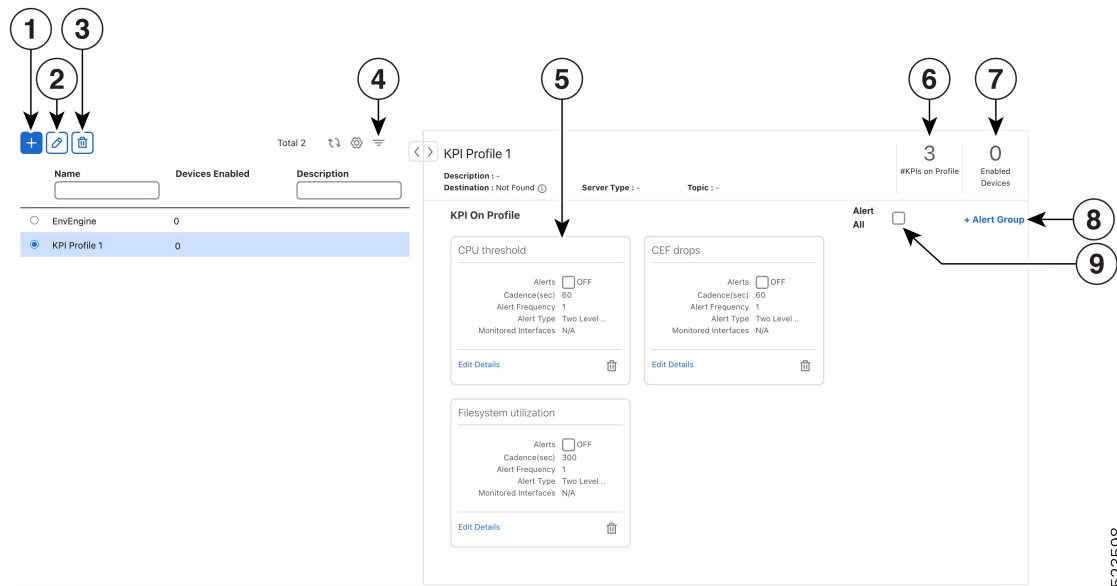 1
3
2
4
5
6
7
Total 2
KPI Profile 1
Description : -
Destination : Not Found
Server Type : -
Topic : -
3
#KPIs on Profile
0
Enabled
Devices
Name
Devices Enabled
Description
EnvEngine
0
KPI Profile 1
0
KPI On Profile
Alert
All
+ Alert Group
8
9
CPU threshold
Alerts OFF
Cadence(sec) 60
Alert Frequency 1
Alert Type Two Level ..
Monitored Interfaces N/A
Edit Details
CEF drops
Alerts OFF
Cadence(sec) 60
Alert Frequency 1
Alert Type Two Level ..
Monitored Interfaces N/A
Edit Details
Filesystem utilization
Alerts OFF
Cadence(sec) 300
Alert Frequency 1
Alert Type Two Level ..
Monitored Interfaces N/A
Edit Details